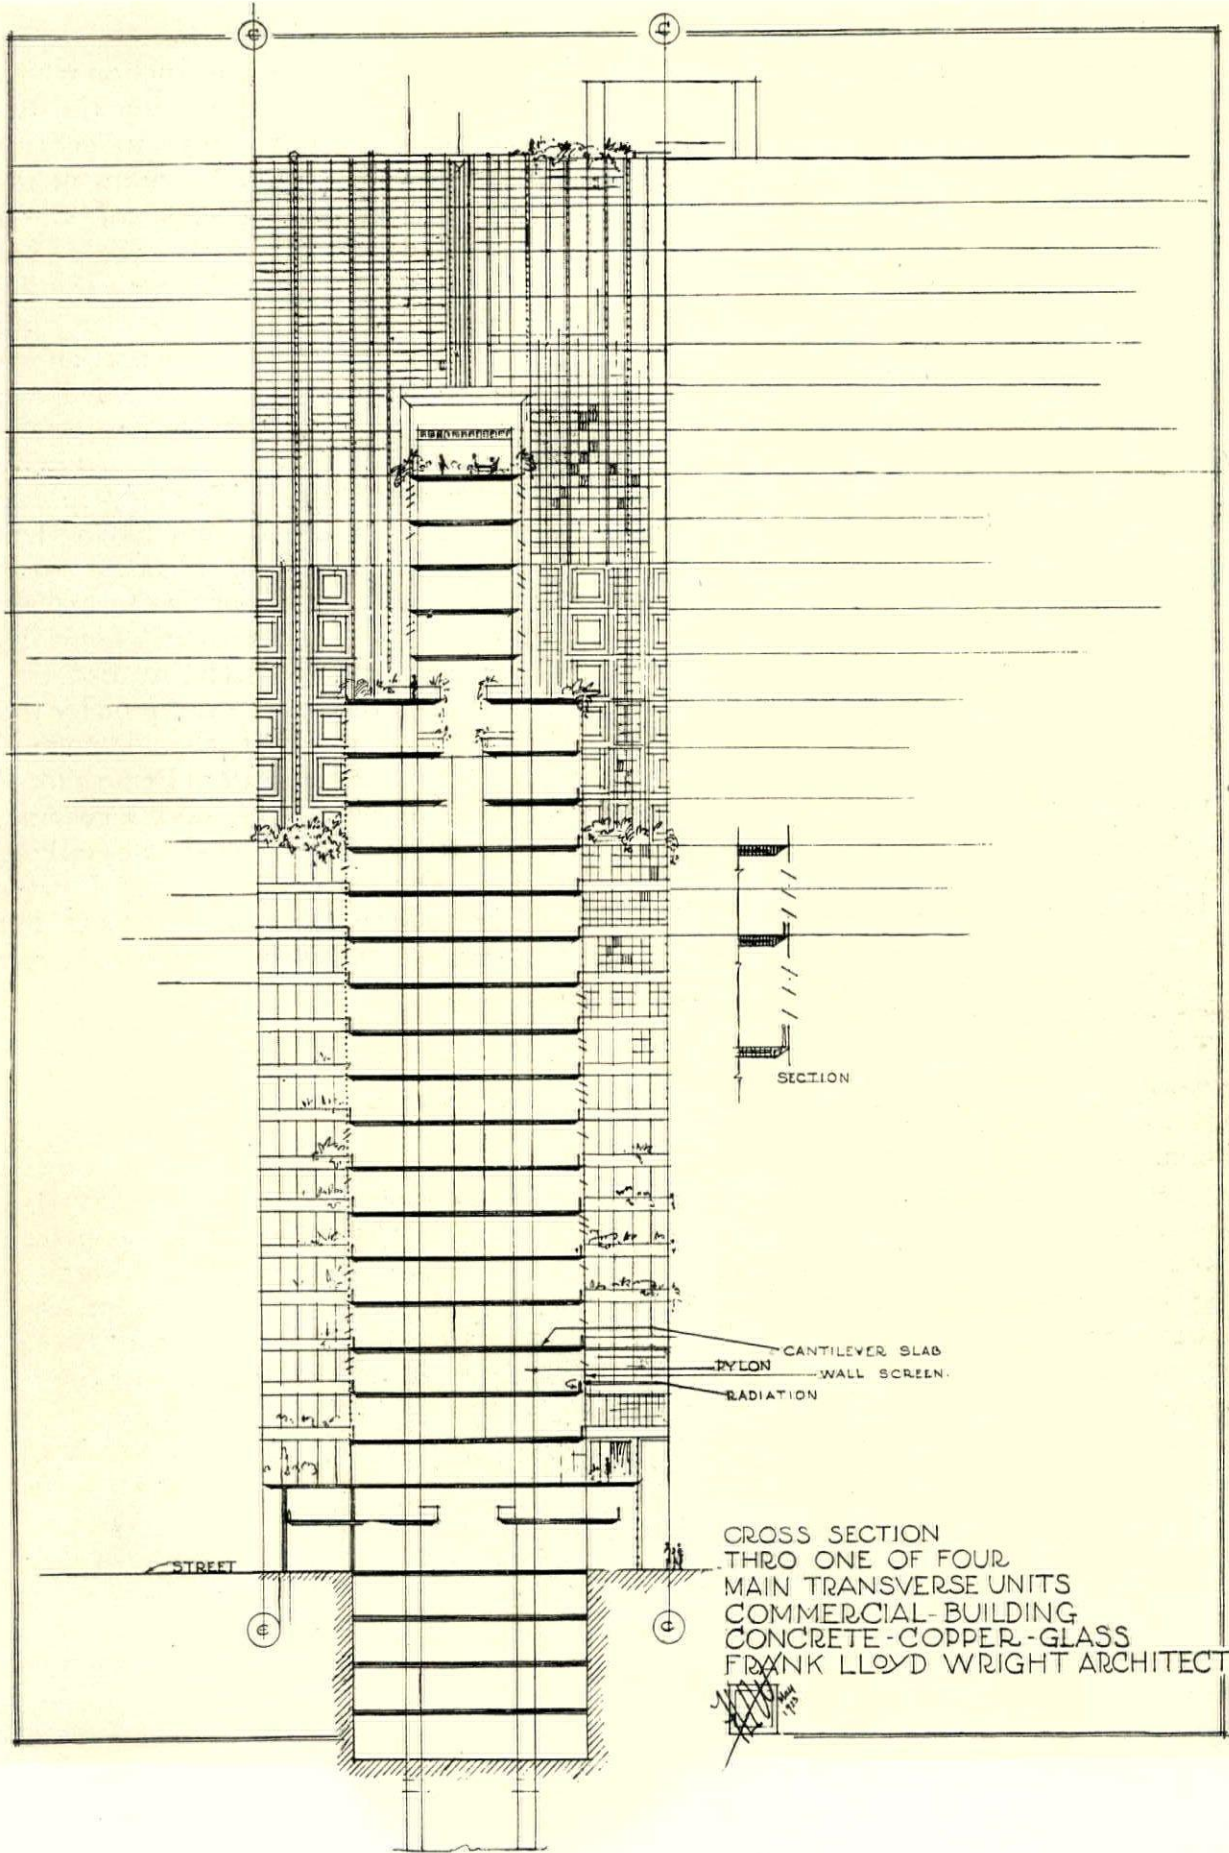 SECTION
CANTILEVER SLAB
PYLON
WALL SCREEN.
RADIATION
STREET
CROSS SECTION
THRO ONE OF FOUR
MAIN TRANSVERSE UNITS
COMMERCIAL-BUILDING
CONCRETE-COPPER-GLASS
FRANK LLOYD WRIGHT ARCHITECT
May